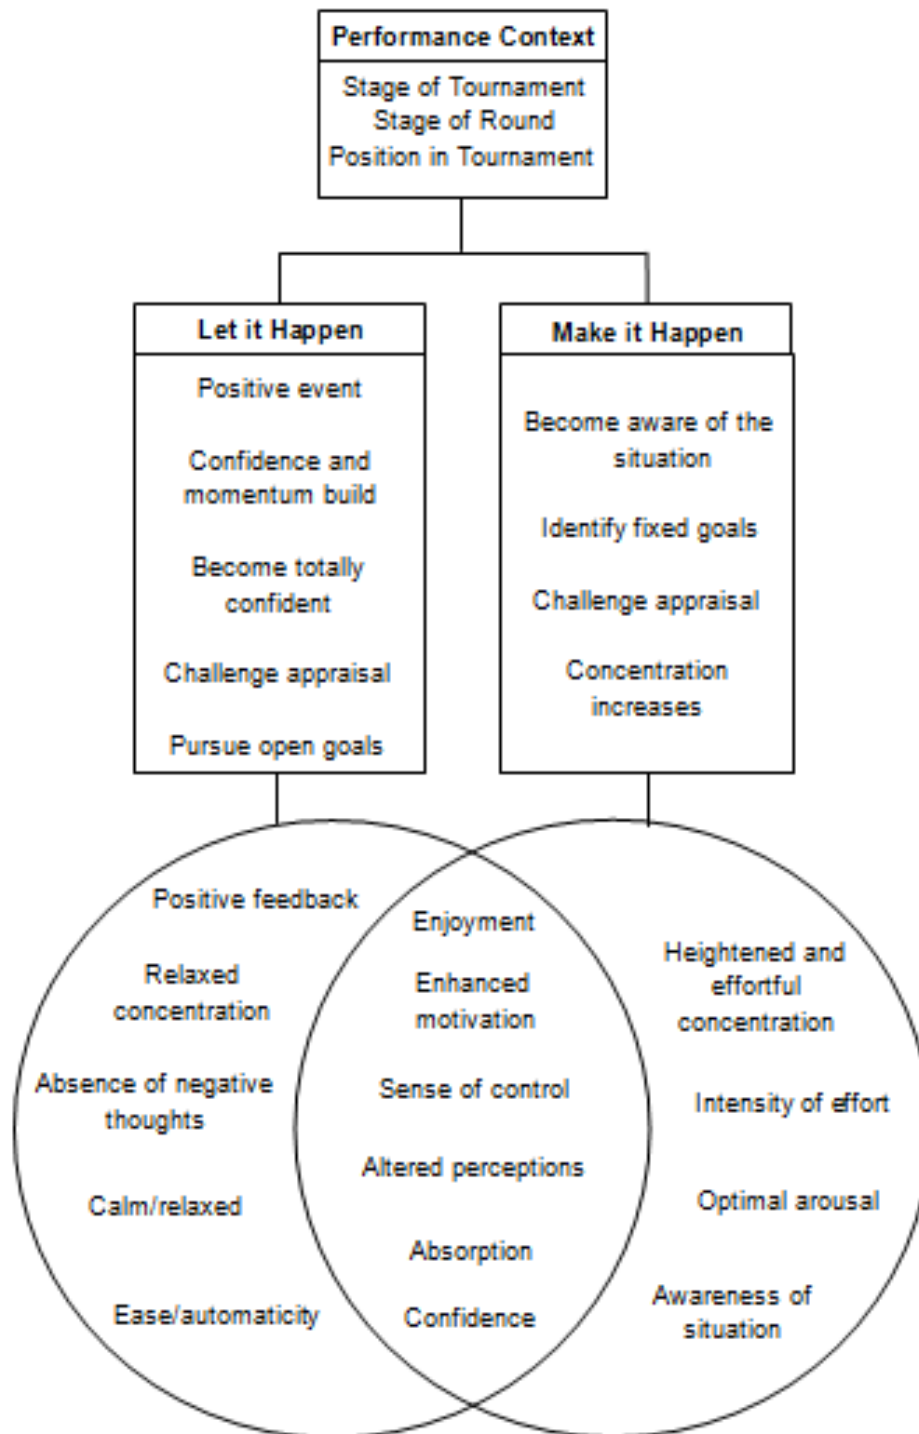 Performance Context
Stage of Tournament
Stage of Round
Position in Tournament
Let it Happen
Positive event
Confidence and
momentum build
Become totally
confident
Challenge appraisal
Pursue open goals
Make it Happen
Become aware of the
situation
Identify fixed goals
Challenge appraisal
Concentration
increases
Positive feedback
Relaxed
concentration
Absence of negative
thoughts
Calm/relaxed
Ease/automaticity
Enjoyment
Enhanced
motivation
Sense of control
Altered perceptions
Absorption
Confidence
Heightened and
effortful
concentration
Intensity of effort
Optimal arousal
Awareness of
situation